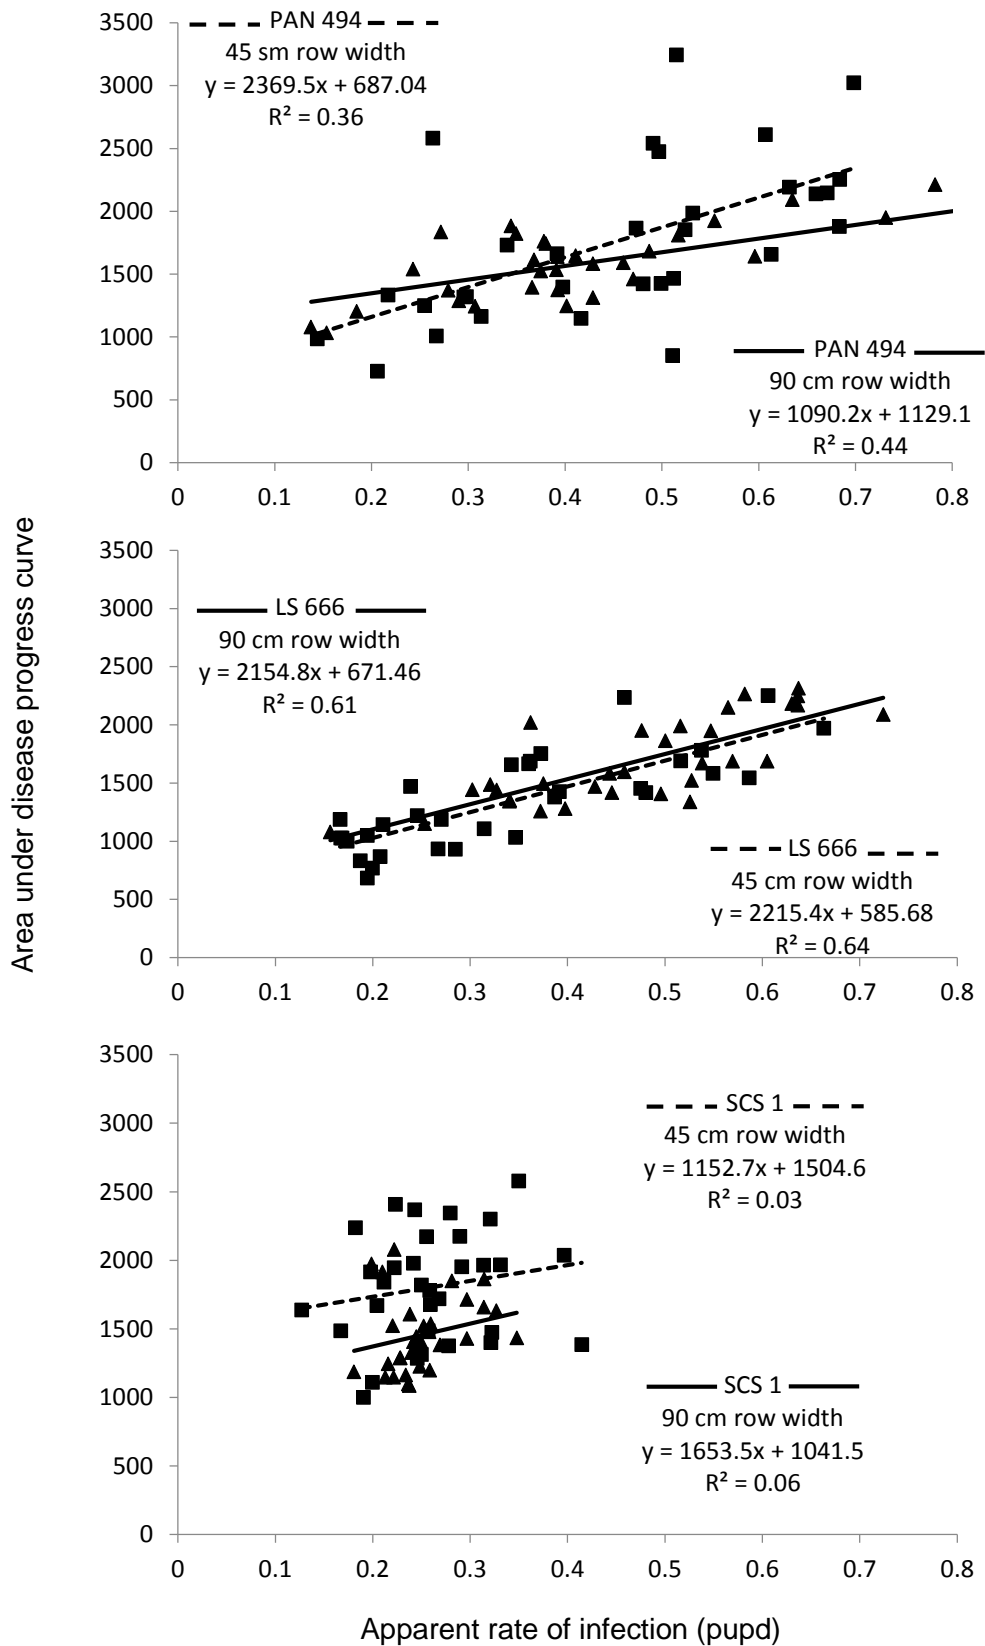 Area under disease progress curve
3500
3000
2500
2000
1500
1000
500
0
0 0.1 0.2 0.3 0.4 0.5 0.6 0.7 0.8
PAN 494
45 sm row width
y = 2369.5x + 687.04
R² = 0.36
PAN 494
90 cm row width
y = 1090.2x + 1129.1
R² = 0.44
3500
3000
2500
2000
1500
1000
500
0
0 0.1 0.2 0.3 0.4 0.5 0.6 0.7 0.8
LS 666
90 cm row width
y = 2154.8x + 671.46
R² = 0.61
LS 666
45 cm row width
y = 2215.4x + 585.68
R² = 0.64
3500
3000
2500
2000
1500
1000
500
0
0 0.1 0.2 0.3 0.4 0.5 0.6 0.7 0.8
SCS 1
45 cm row width
y = 1152.7x + 1504.6
R² = 0.03
SCS 1
90 cm row width
y = 1653.5x + 1041.5
R² = 0.06
Apparent rate of infection (pupd)